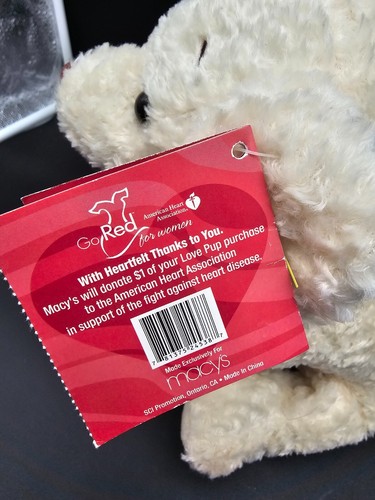 Go Red
for women
American Heart
Association
With Heartfelt Thanks to You.
Macy's will donate $1 of your Love Pup purchase
to the American Heart Association
in support of the fight against heart disease.
Made Exclusively For
macy's
SCI Promotion, Ontario, CA • Made in China